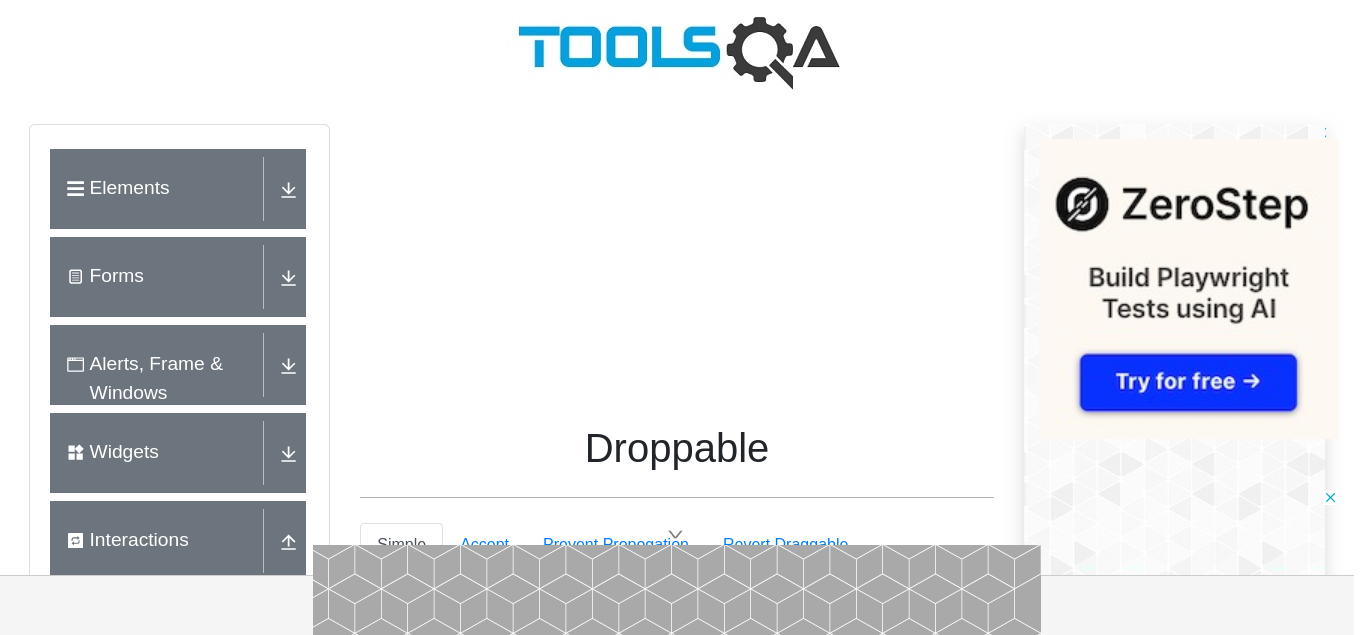 TOOLSQA
Elements
Forms
Alerts, Frame &
Windows
Widgets
Interactions
Droppable
Simple
Accept
Prevent Propogation
Revert Draggable
ZeroStep
Build Playwright
Tests using AI
Try for free →